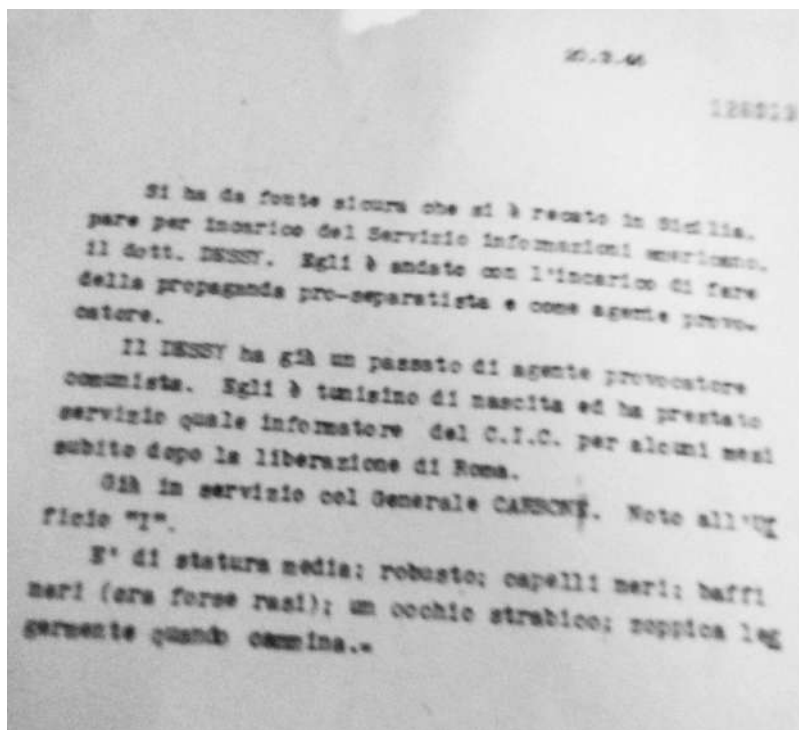 20.2.46
128013
Si ha da fonte sicura che si è recato in Sicilia,
pare per incarico del Servizio informazioni americano,
il dott. DESSY. Egli è andato con l'incarico di fare
della propaganda pro-separatista e come agente provo-
catore.
Il DESSY ha già un passato di agente provocatore
comunista. Egli è tunisino di nascita ed ha prestato
servizio quale informatore del C.I.C. per alcuni mesi
subito dopo la liberazione di Roma.
Già in servizio col Generale CARBONE. Noto all'Uf
ficio "I".
E' di statura media; robusto; capelli neri; baffi
neri (ora forse rasi); un occhio strabico; zoppica leg
germente quando cammina.=